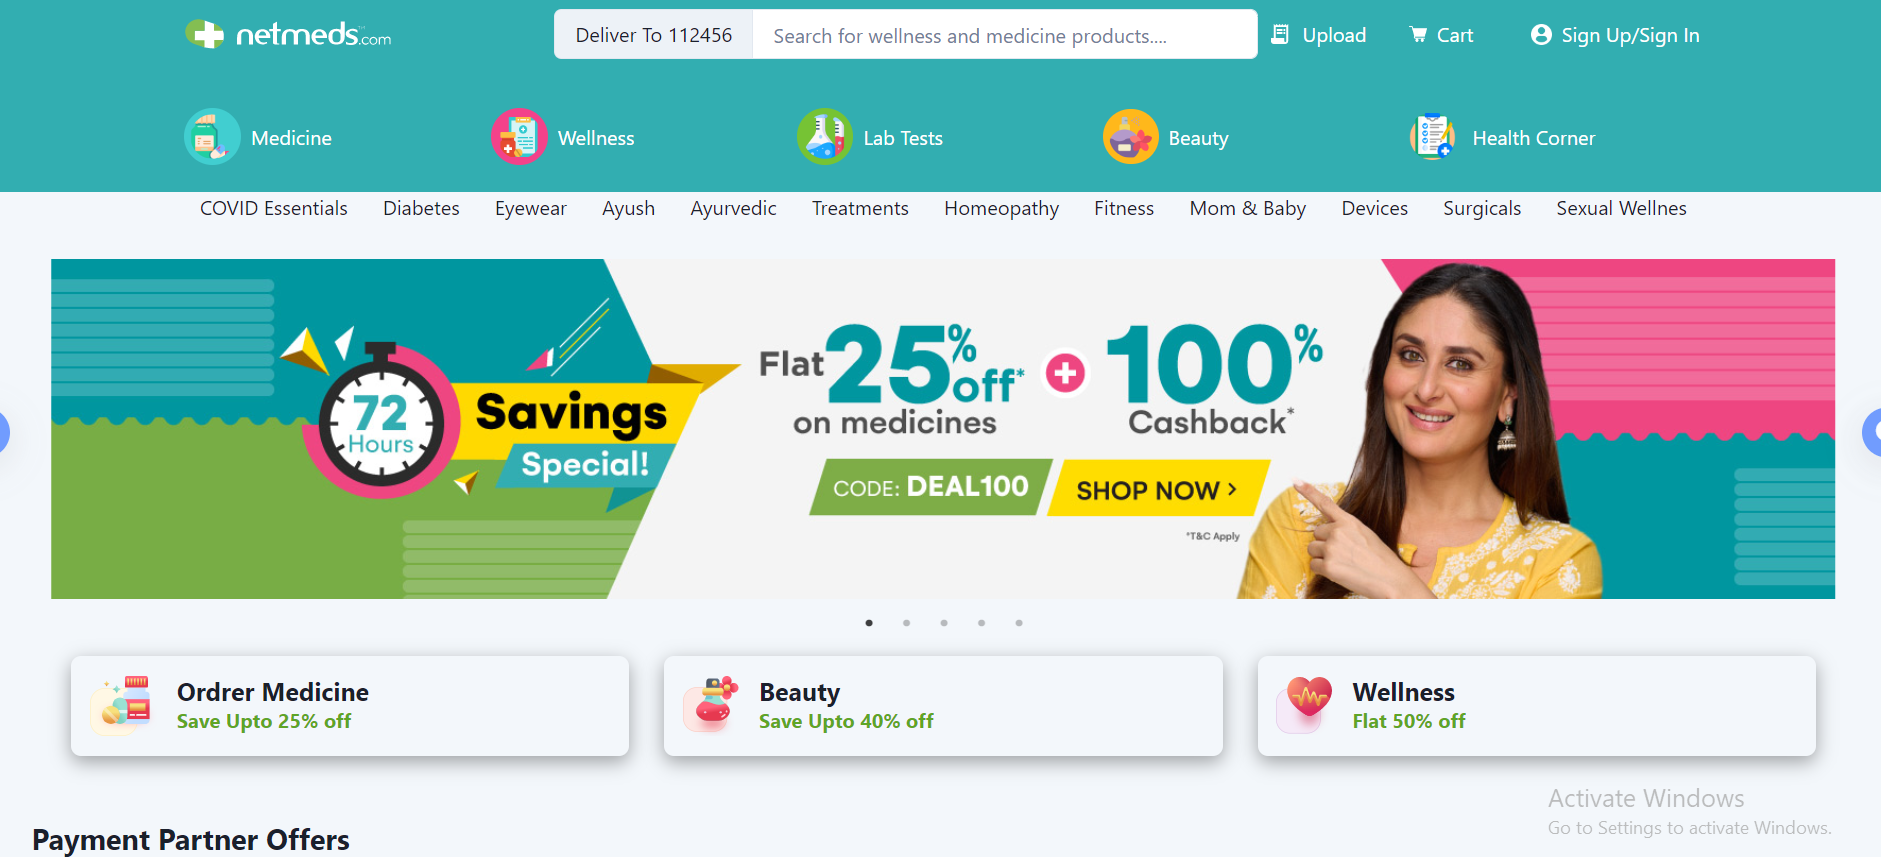 netmeds.com
Deliver To 112456
Search for wellness and medicine products....
Upload
Cart
Sign Up/Sign In
Medicine
Wellness
Lab Tests
Beauty
Health Corner
COVID Essentials
Diabetes
Eyewear
Ayush
Ayurvedic
Treatments
Homeopathy
Fitness
Mom & Baby
Devices
Surgicals
Sexual Wellnes
72
Hours
Savings
Special!
Flat 25% off*
on medicines
100%
Cashback*
CODE: DEAL100
SHOP NOW >
*T&C Apply
Ordrer Medicine
Save Upto 25% off
Beauty
Save Upto 40% off
Wellness
Flat 50% off
Activate Windows
Go to Settings to activate Windows.
Payment Partner Offers